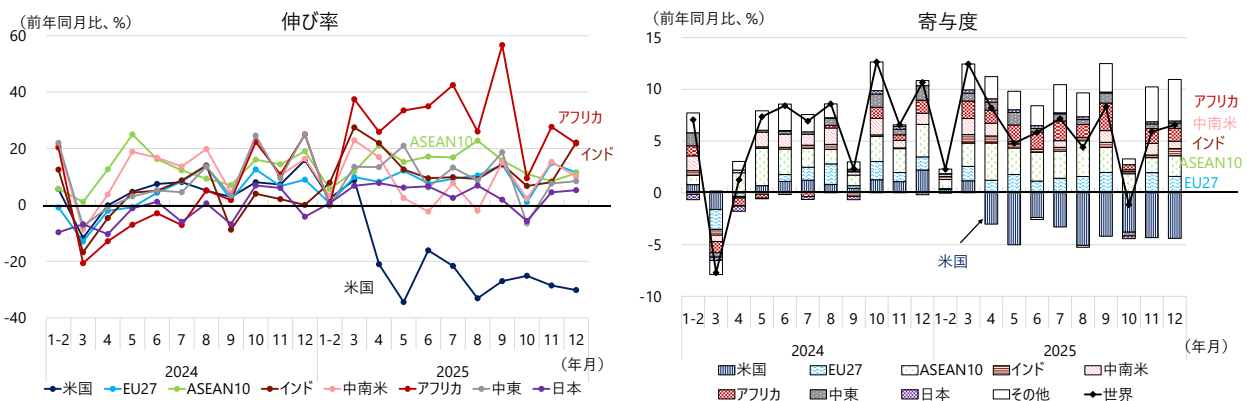 （前年同月比、%）
伸び率
60
40
20
0
-20
-40
アフリカ
ASEAN10
インド
米国
1-2 3 4 5 6 7 8 9 10 11 12 1-2 3 4 5 6 7 8 9 10 11 12
2024 2025
（年月）
米国 EU27 ASEAN10 インド 中南米 アフリカ 中東 日本
（前年同月比、%）
寄与度
15
10
5
0
-5
-10
アフリカ
中南米
インド
ASEAN10
EU27
米国
1-2 3 4 5 6 7 8 9 10 11 12 1-2 3 4 5 6 7 8 9 10 11 12
2024 2025
（年月）
米国 EU27 ASEAN10 インド 中南米
アフリカ 中東 日本 その他 世界